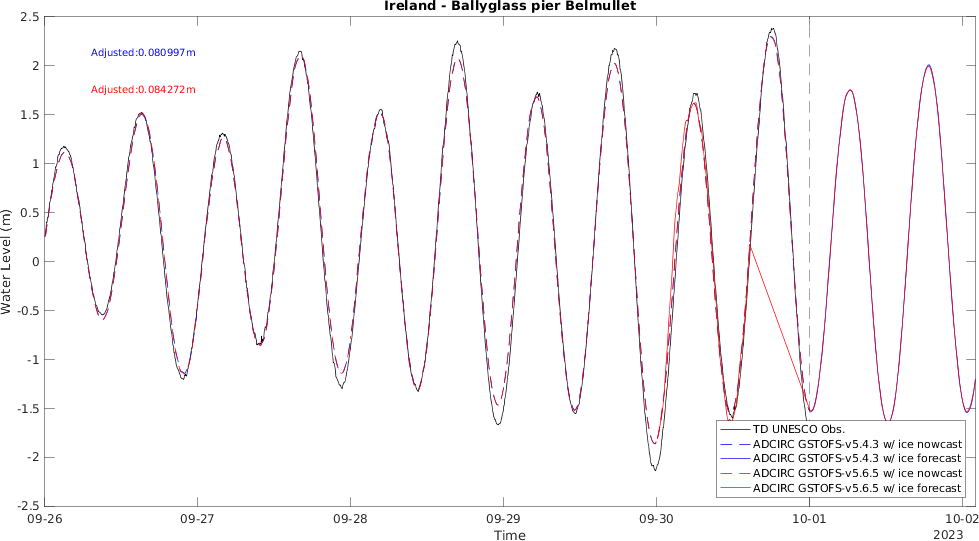 Ireland - Ballyglass pier Belmullet
Adjusted:0.080997m
Adjusted:0.084272m
Water Level (m)
2.5
2
1.5
1
0.5
0
-0.5
-1
-1.5
-2
-2.5
TD UNESCO Obs.
ADCIRC GSTOFS-v5.4.3 w/ ice nowcast
ADCIRC GSTOFS-v5.4.3 w/ ice forecast
ADCIRC GSTOFS-v5.6.5 w/ ice nowcast
ADCIRC GSTOFS-v5.6.5 w/ ice forecast
09-26 09-27 09-28 09-29 09-30 10-01 10-02
Time
2023